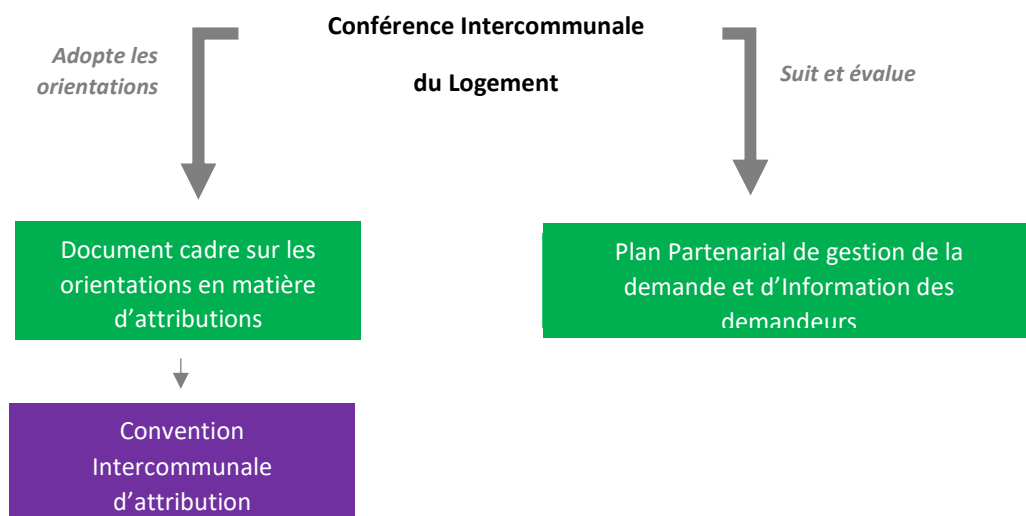 Conférence Intercommunale
du Logement
Adopte les
orientations
Suit et évalue
Document cadre sur les
orientations en matière
d'attributions
Plan Partenarial de gestion de la
demande et d'Information des
demandeurs
Convention
Intercommunale
d'attribution